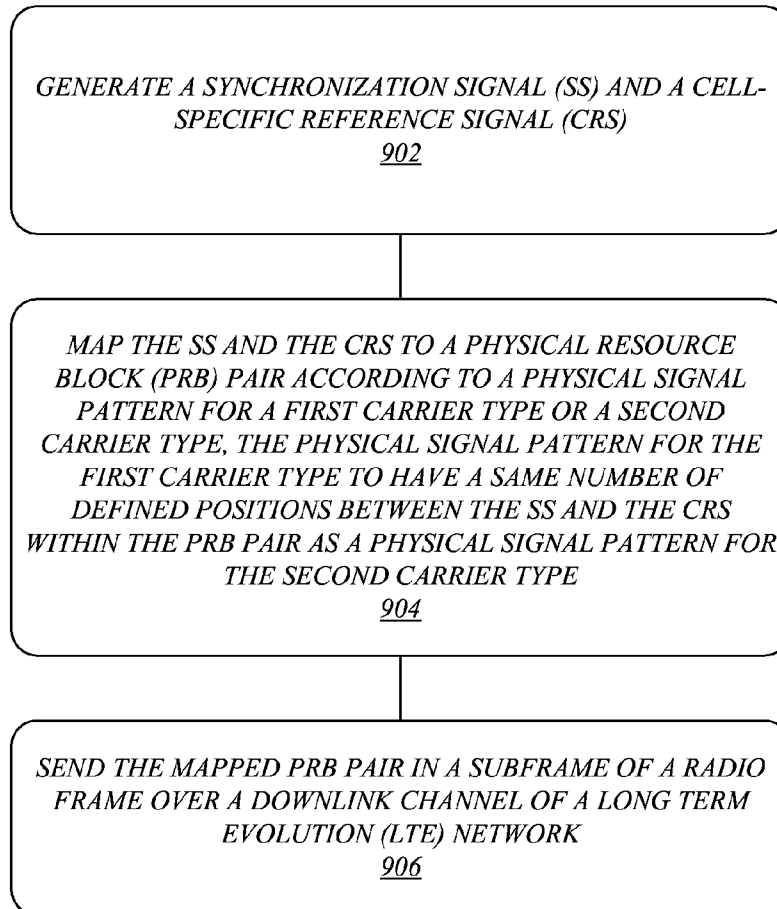 GENERATE A SYNCHRONIZATION SIGNAL (SS) AND A CELL-
SPECIFIC REFERENCE SIGNAL (CRS)
902
MAP THE SS AND THE CRS TO A PHYSICAL RESOURCE
BLOCK (PRB) PAIR ACCORDING TO A PHYSICAL SIGNAL
PATTERN FOR A FIRST CARRIER TYPE OR A SECOND
CARRIER TYPE, THE PHYSICAL SIGNAL PATTERN FOR THE
FIRST CARRIER TYPE TO HAVE A SAME NUMBER OF
DEFINED POSITIONS BETWEEN THE SS AND THE CRS
WITHIN THE PRB PAIR AS A PHYSICAL SIGNAL PATTERN FOR
THE SECOND CARRIER TYPE
904
SEND THE MAPPED PRB PAIR IN A SUBFRAME OF A RADIO
FRAME OVER A DOWNLINK CHANNEL OF A LONG TERM
EVOLUTION (LTE) NETWORK
906